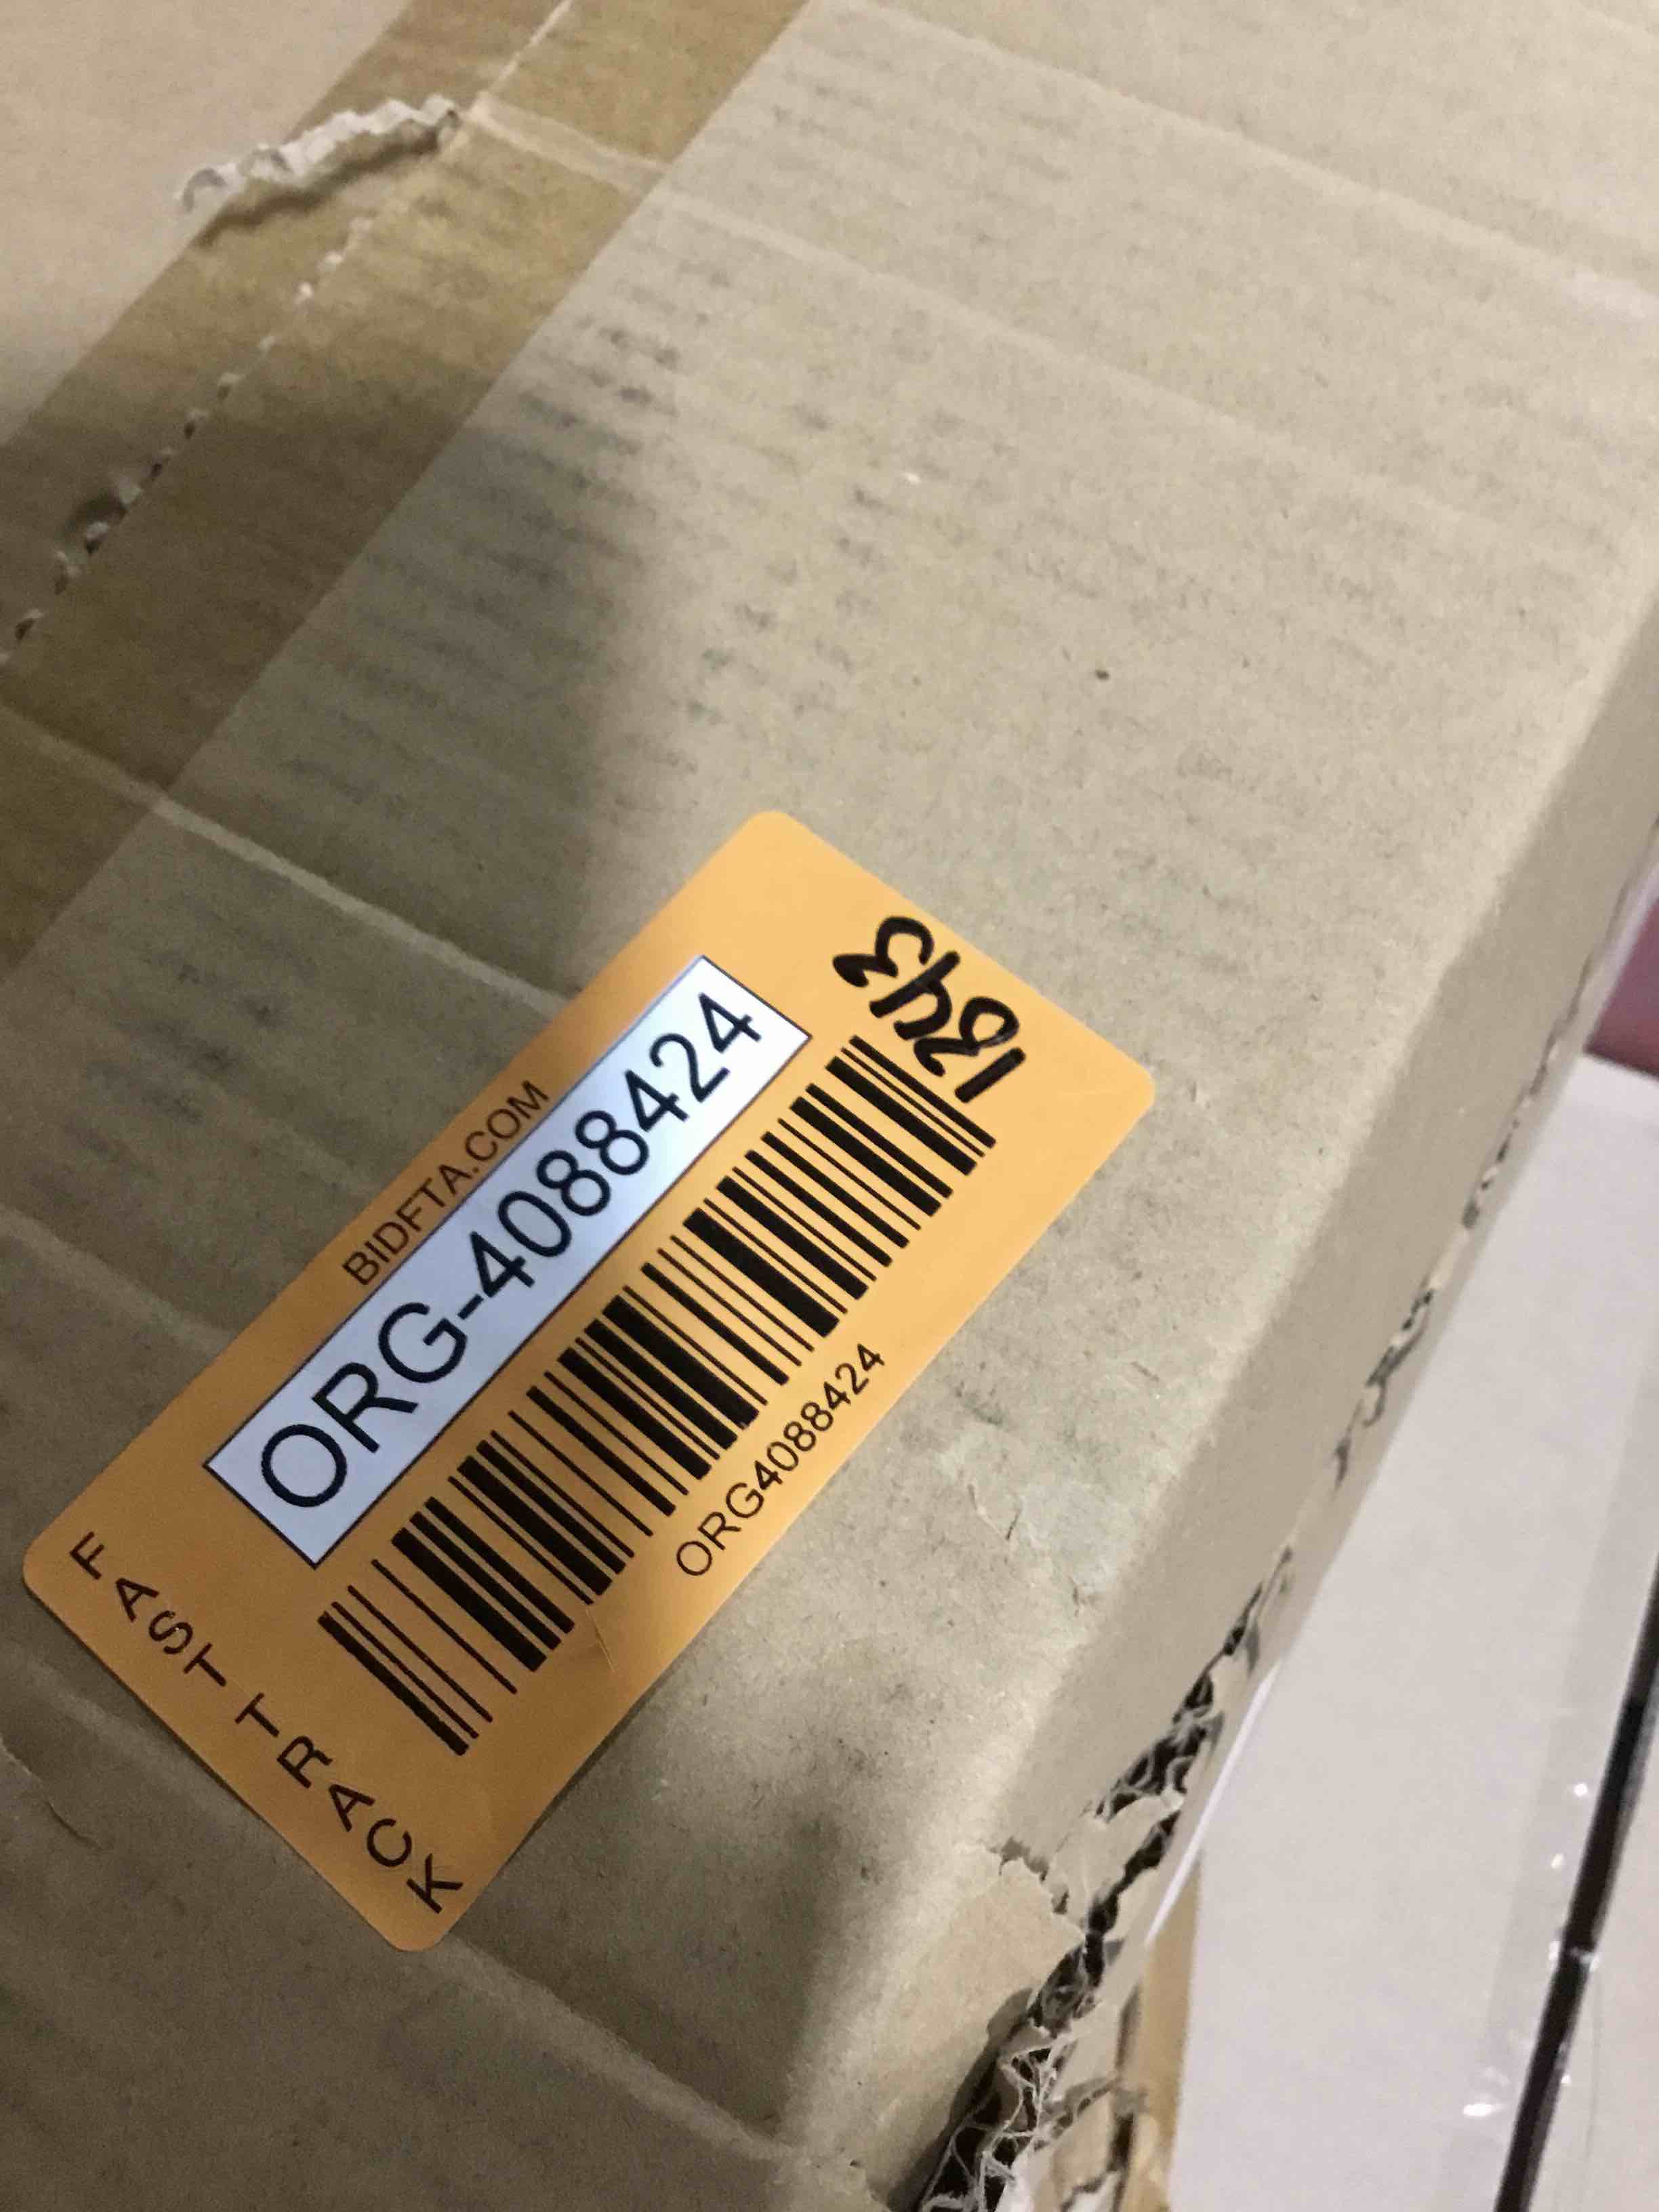 BIDFTA.COM
ORG-4088424
ORG4088424
FAST TRACK
1843